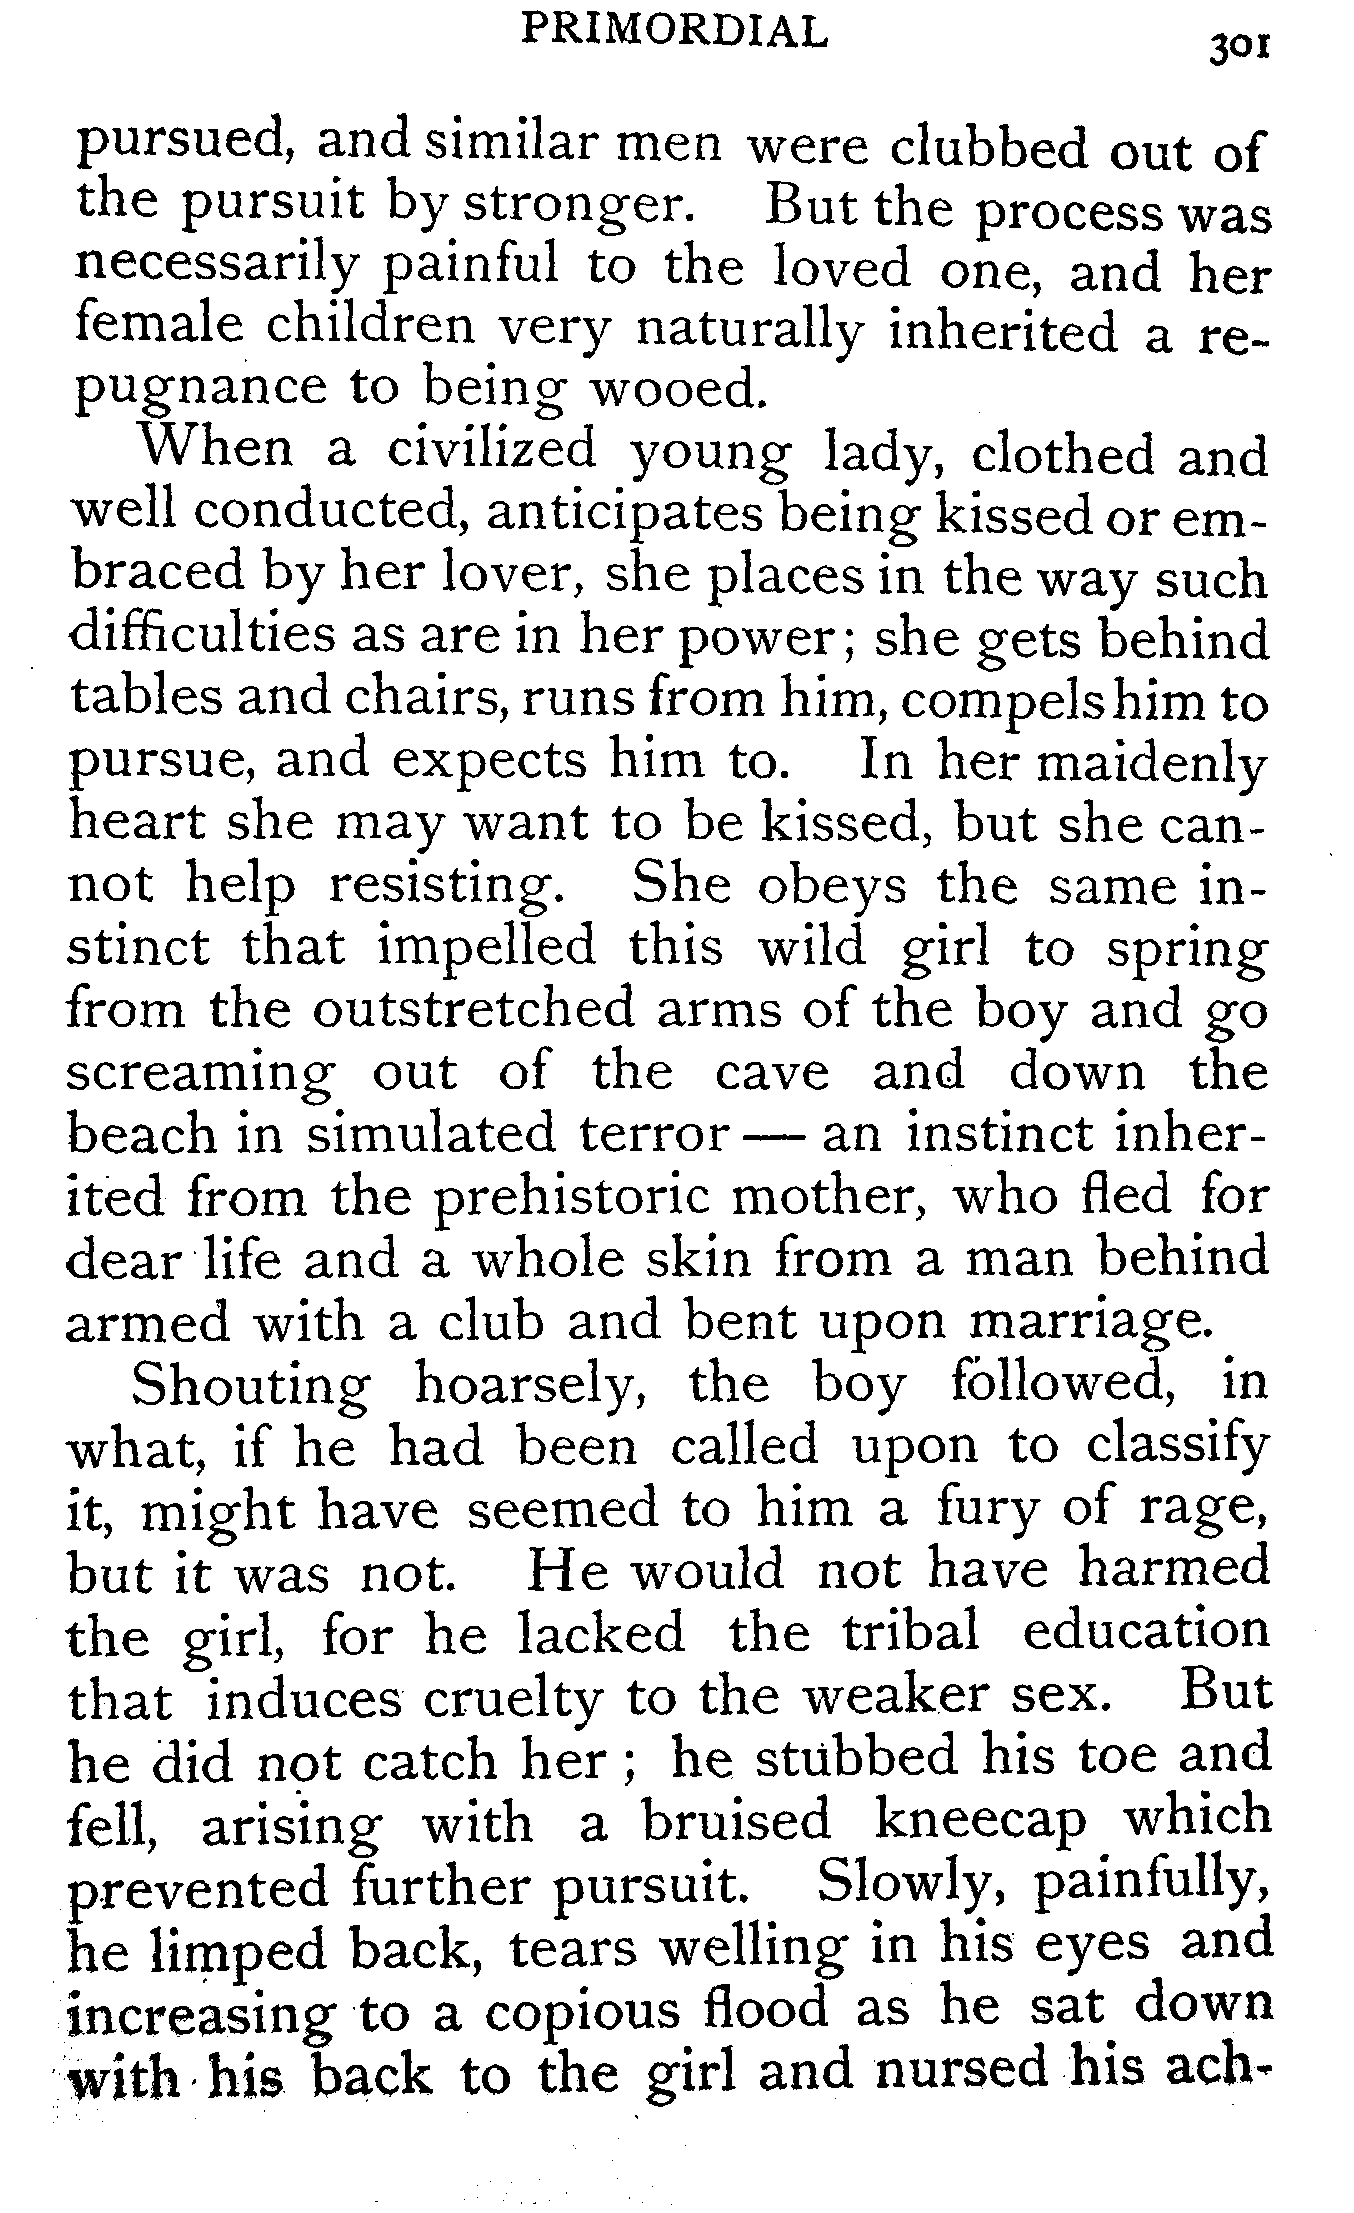 PRIMORDIAL
301
pursued, and similar men were clubbed out of
the pursuit by stronger. But the process was
necessarily painful to the loved one, and her
female children very naturally inherited a re-
pugnance to being wooed.
When a civilized young lady, clothed and
well conducted, anticipates being kissed or em-
braced by her lover, she places in the way such
difficulties as are in her power; she gets behind
tables and chairs, runs from him, compels him to
pursue, and expects him to. In her maidenly
heart she may want to be kissed, but she can-
not help resisting. She obeys the same in-
stinct that impelled this wild girl to spring
from the outstretched arms of the boy and go
screaming out of the cave and down the
beach in simulated terror — an instinct inher-
ited from the prehistoric mother, who fled for
dear life and a whole skin from a man behind
armed with a club and bent upon marriage.
Shouting hoarsely, the boy followed, in
what, if he had been called upon to classify
it, might have seemed to him a fury of rage,
but it was not. He would not have harmed
the girl, for he lacked the tribal education
that induces cruelty to the weaker sex. But
he did not catch her ; he stubbed his toe and
fell, arising with a bruised kneecap which
prevented further pursuit. Slowly, painfully,
he limped back, tears welling in his eyes and
increasing to a copious flood as he sat down
with his back to the girl and nursed his ach-